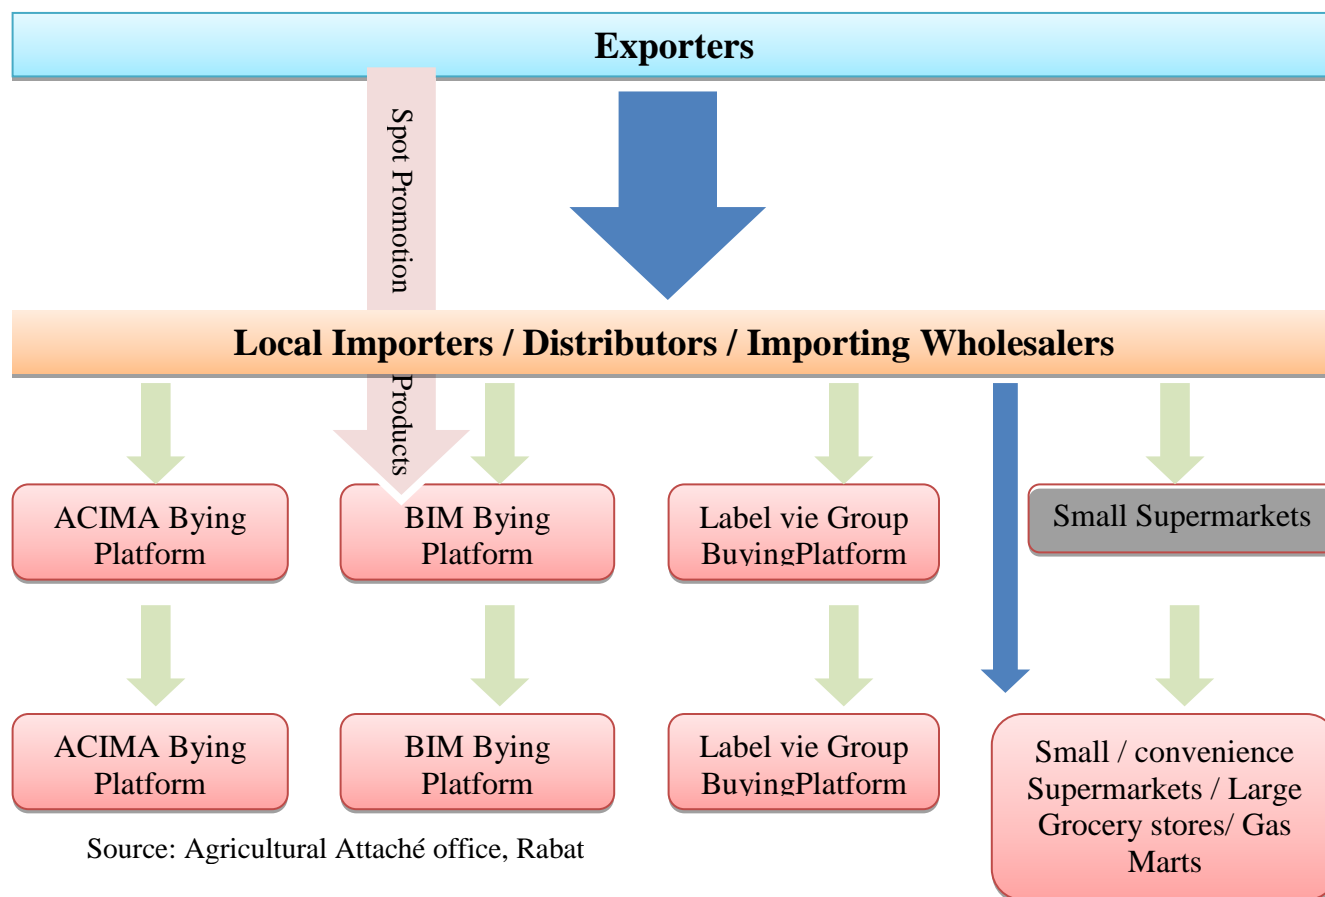 Exporters
Spot Promotion
Local Importers / Distributors / Importing Wholesalers
Products
ACIMA Bying
Platform
BIM Bying
Platform
Label vie Group
BuyingPlatform
Small Supermarkets
ACIMA Bying
Platform
BIM Bying
Platform
Label vie Group
BuyingPlatform
Small / convenience
Supermarkets / Large
Grocery stores/ Gas
Marts
Source: Agricultural Attaché office, Rabat